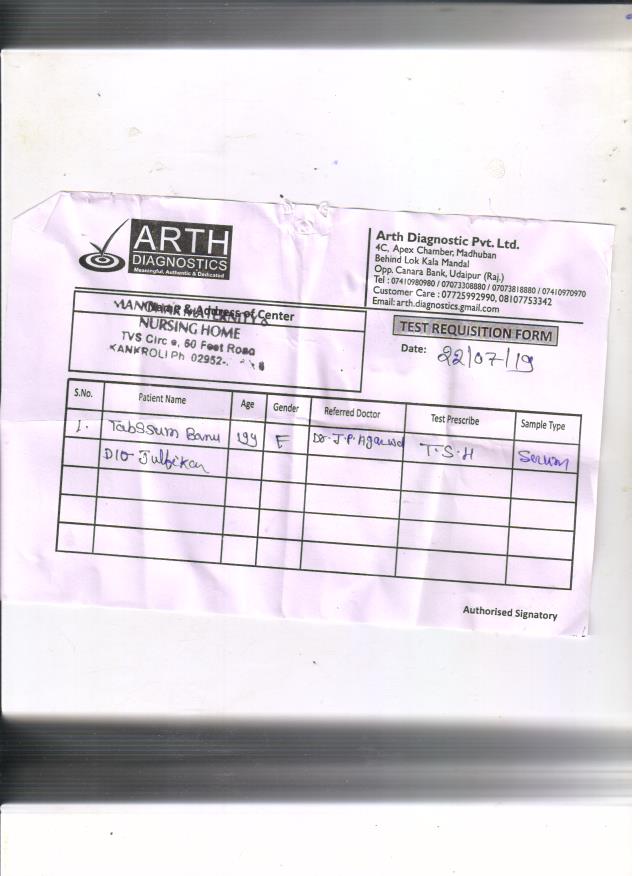 ARTH
DIAGNOSTICS
Meaningful, Authentic & Dedicated
Arth Diagnostic Pvt. Ltd.
4C, Apex Chamber, Madhuban
Behind Lok Kala Mandal
Opp. Canara Bank, Udaipur (Raj.)
Tel : 07410980980 / 07073308880 / 07073818880 / 07410970970
Customer Care : 07725992990, 08107753342
Email: arth.diagnostics.gmail.com
Name & Address of Center
MATERNITY &
NURSING HOME
TVS Circle, 60 Feet Road
KANKROLI Ph 02952-
TEST REQUISITION FORM
Date: 22/07/19
S.No. Patient Name Age Gender Referred Doctor Test Prescribe Sample Type
1. Tabssum Banu 19Y F Dr. J.P. Agarwal T.S.H Serum
D/O Julfikar
Authorised Signatory